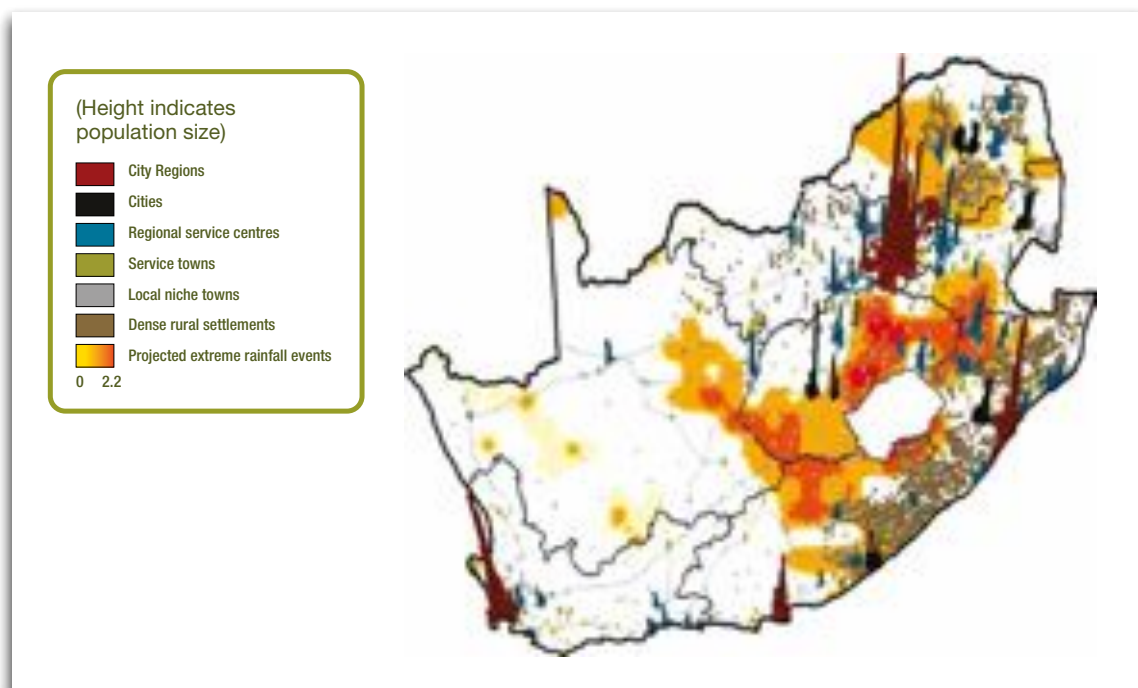 (Height indicates
population size)
City Regions
Cities
Regional service centres
Service towns
Local niche towns
Dense rural settlements
Projected extreme rainfall events
0 2.2